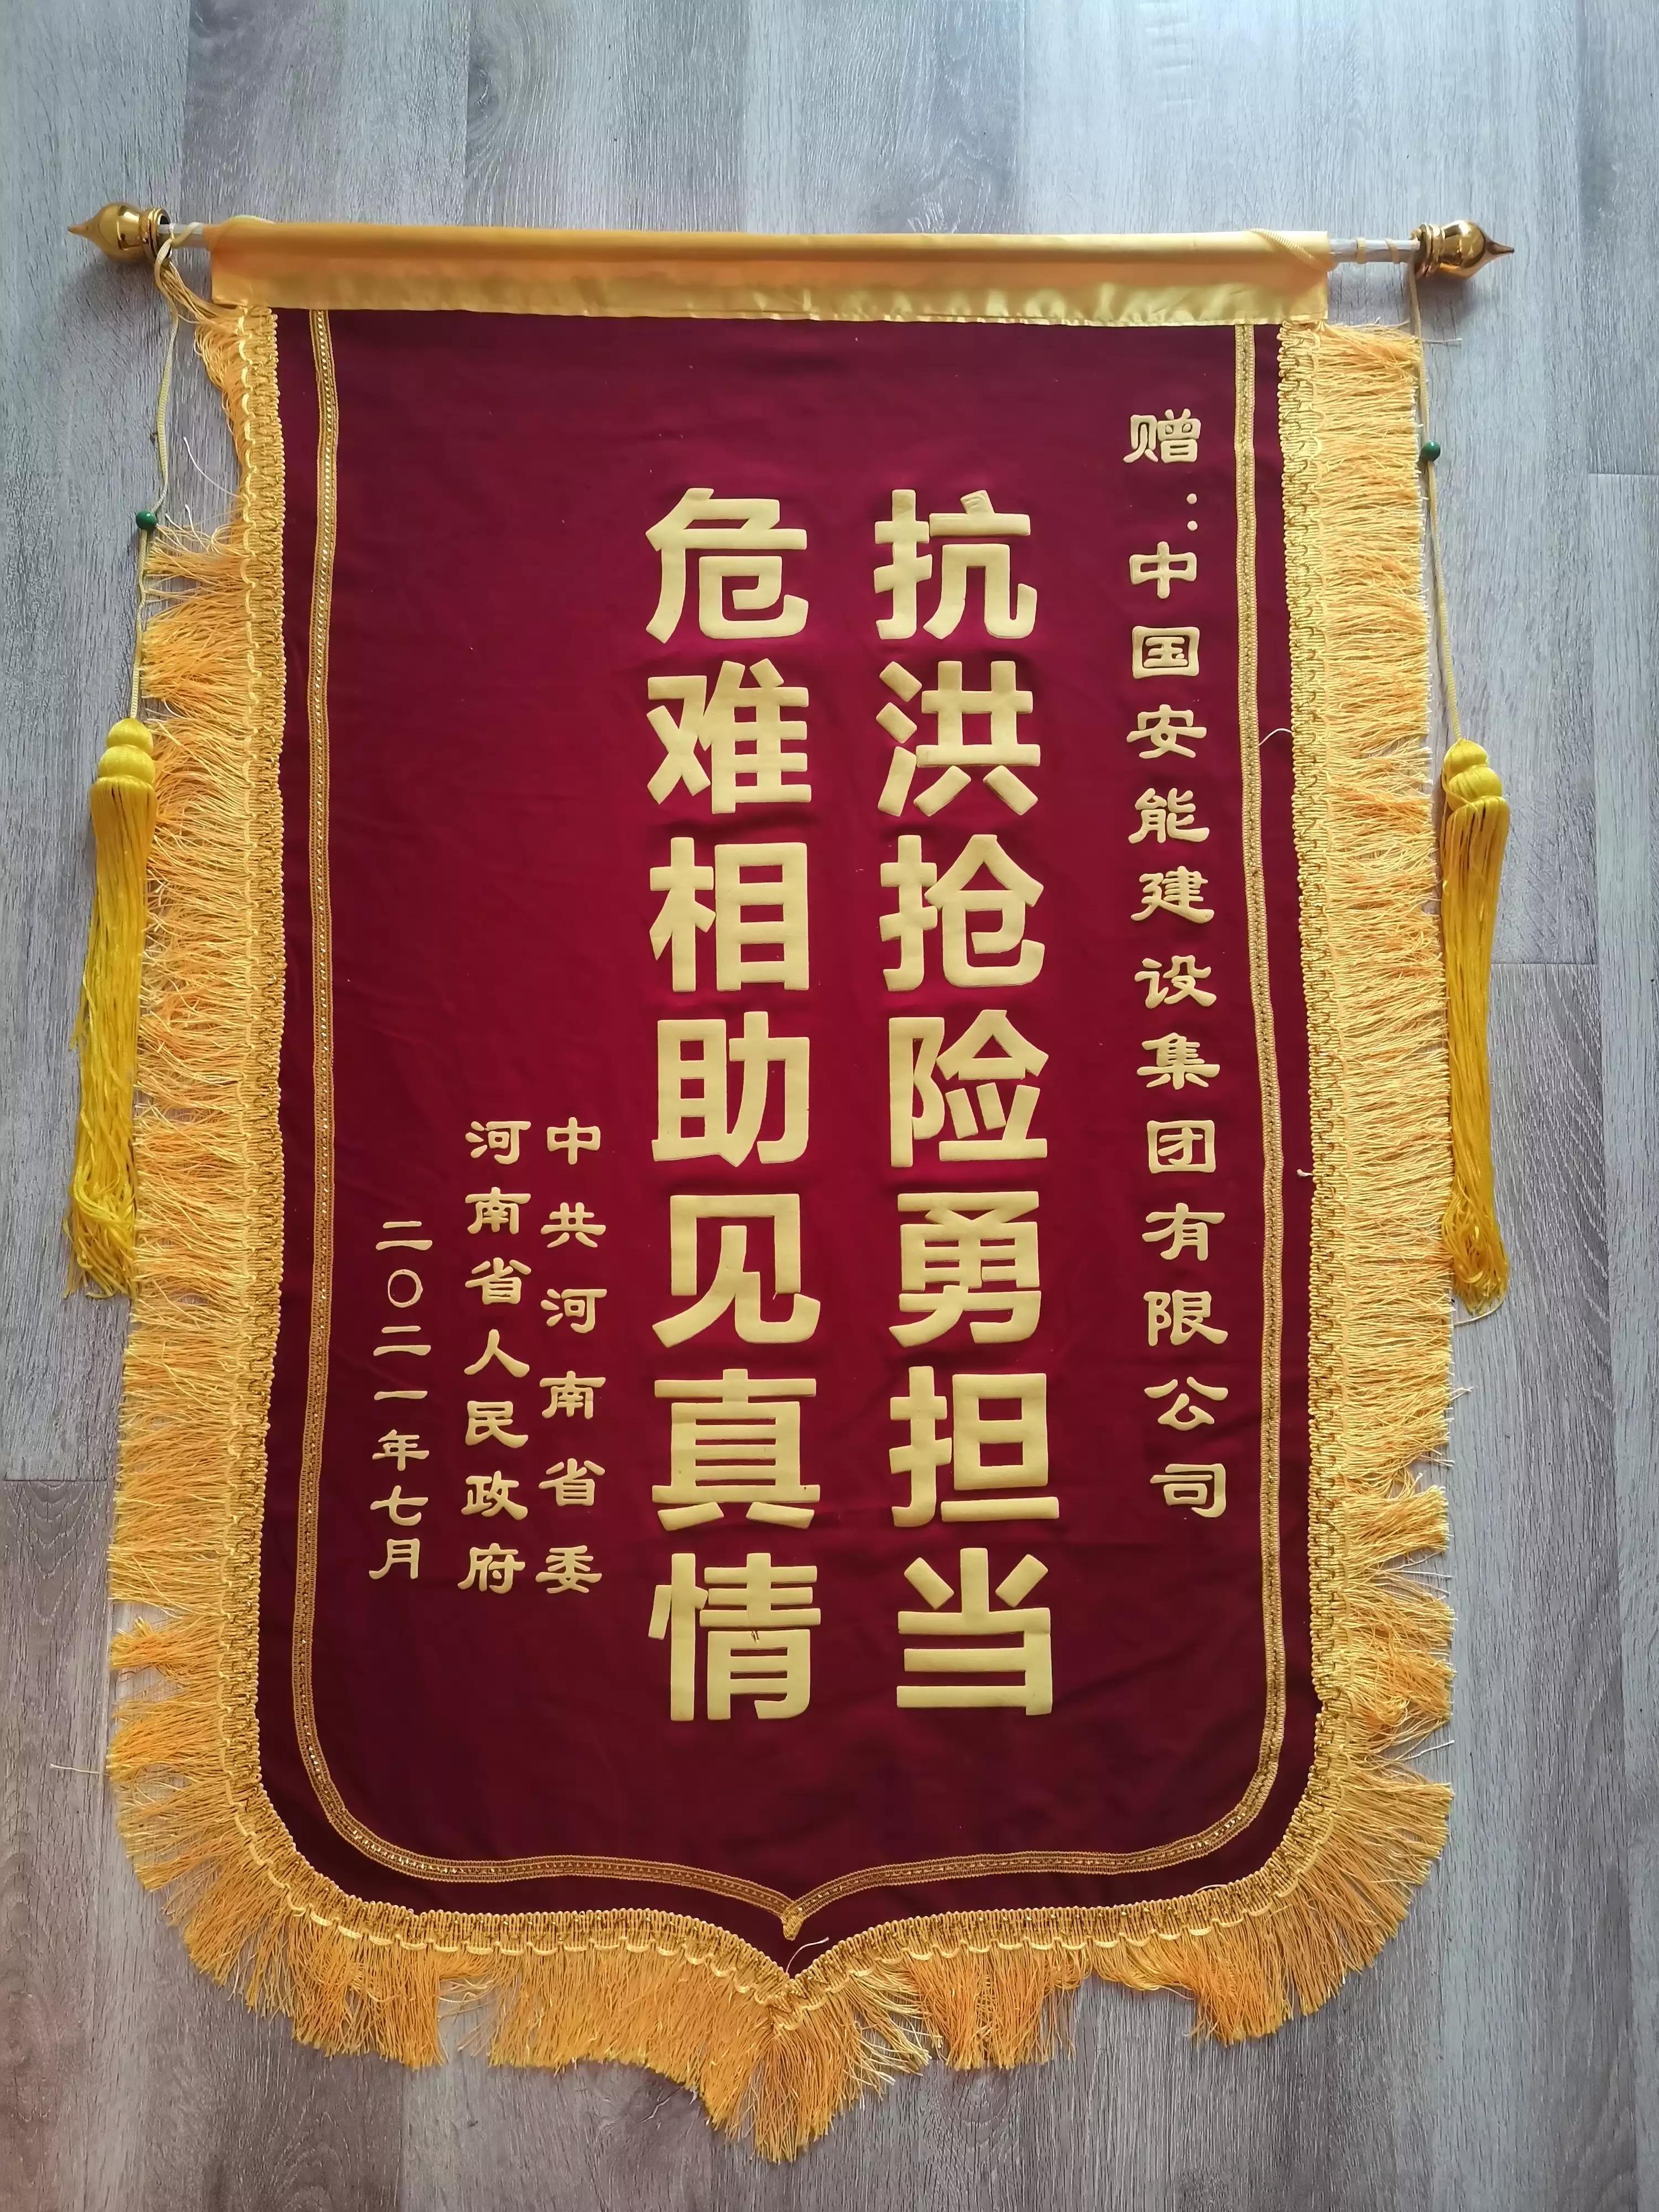 赠：中国安能建设集团有限公司
抗洪抢险勇担当
危难相助见真情
中共河南省委
河南省人民政府
二〇二一年七月